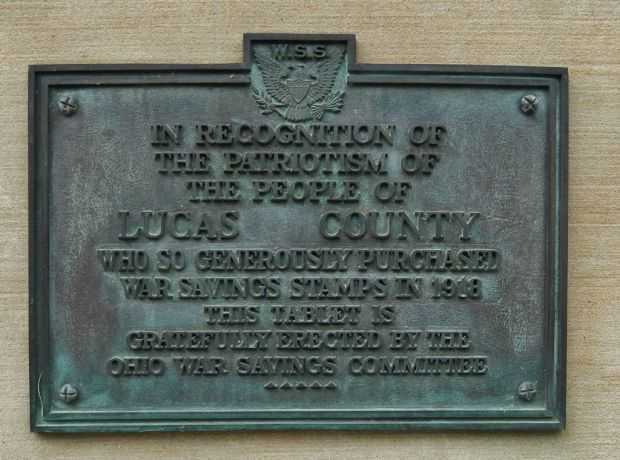 W.S.S
IN RECOGNITION OF
THE PATRIOTISM OF
THE PEOPLE OF
LUCAS COUNTY
WHO SO GENEROUSLY PURCHASED
WAR SAVINGS STAMPS IN 1918
THIS TABLET IS
GRATEFULLY ERECTED BY THE
OHIO WAR SAVINGS COMMITTEE